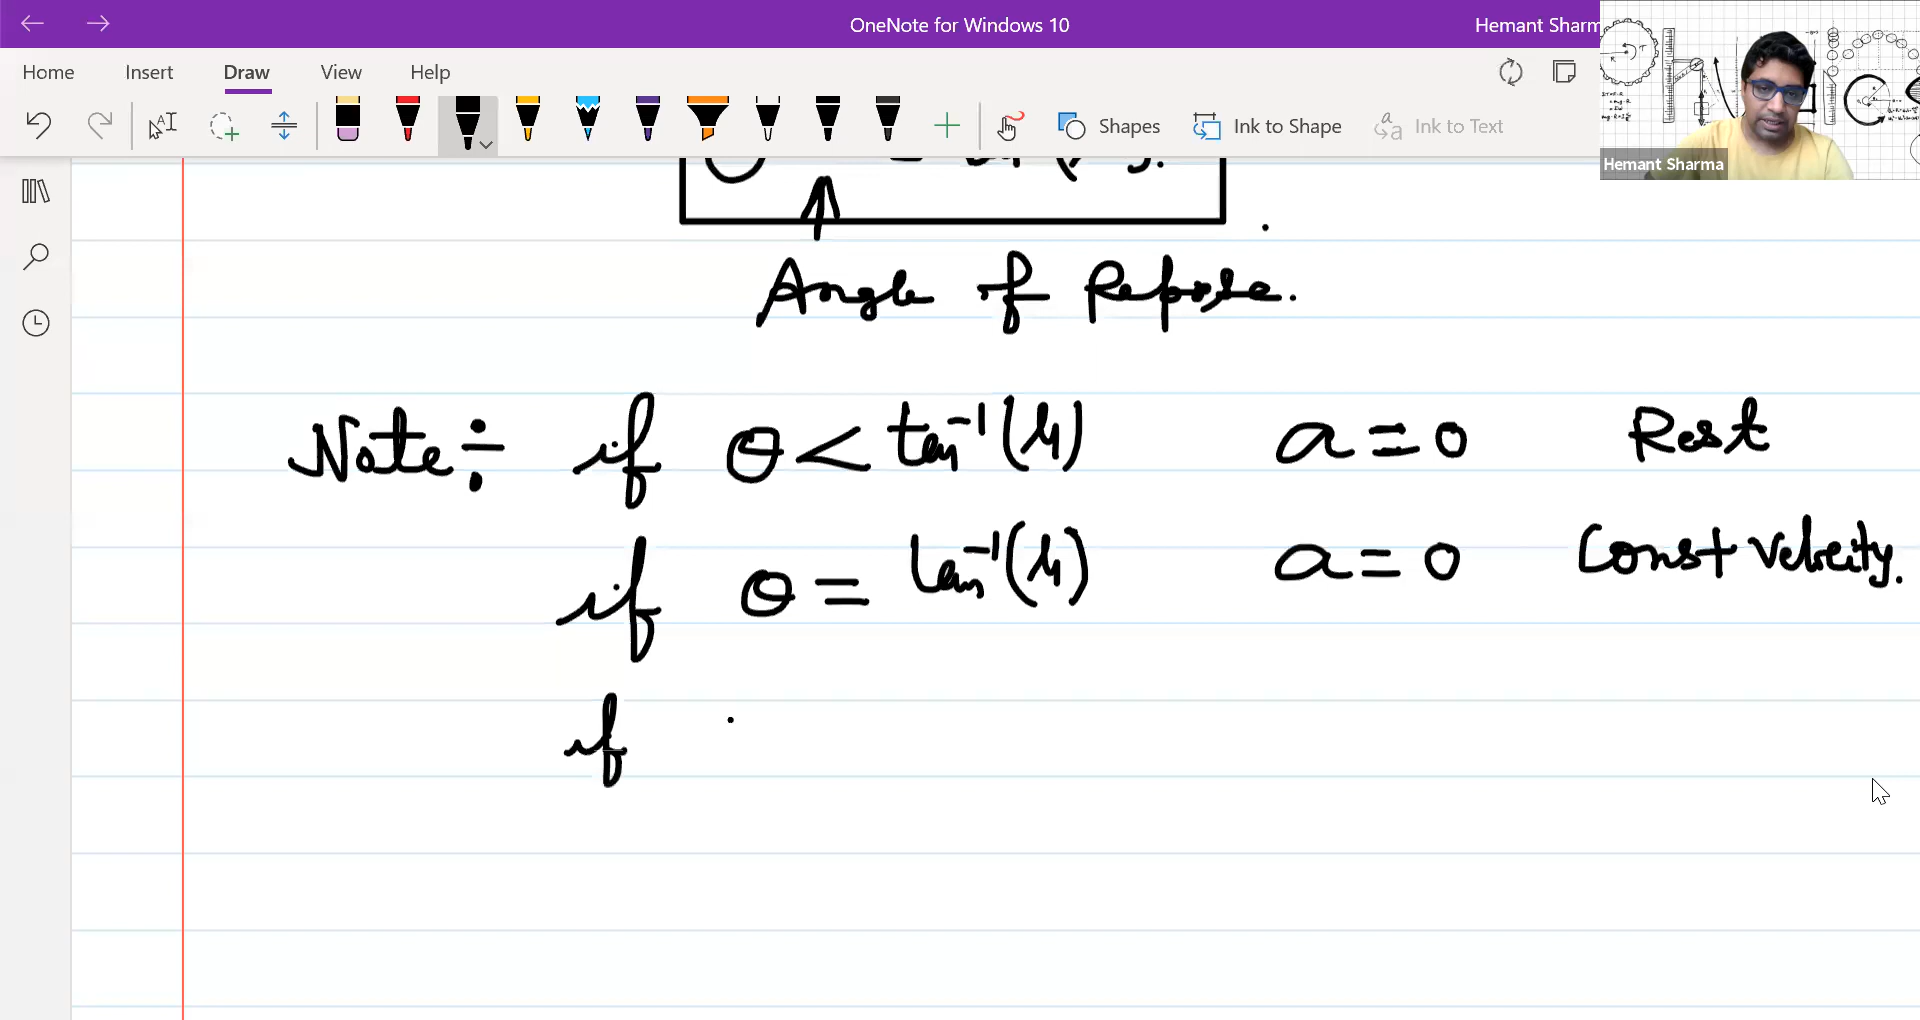 OneNote for Windows 10
Hemant Sharm
Home Insert Draw View Help
Shapes Ink to Shape Ink to Text
Hemant Sharma
Angle of Repose.
Note÷ if θ < tan⁻¹(μ) a = 0 Rest
if θ = tan⁻¹(μ) a = 0 Const velocity.
if